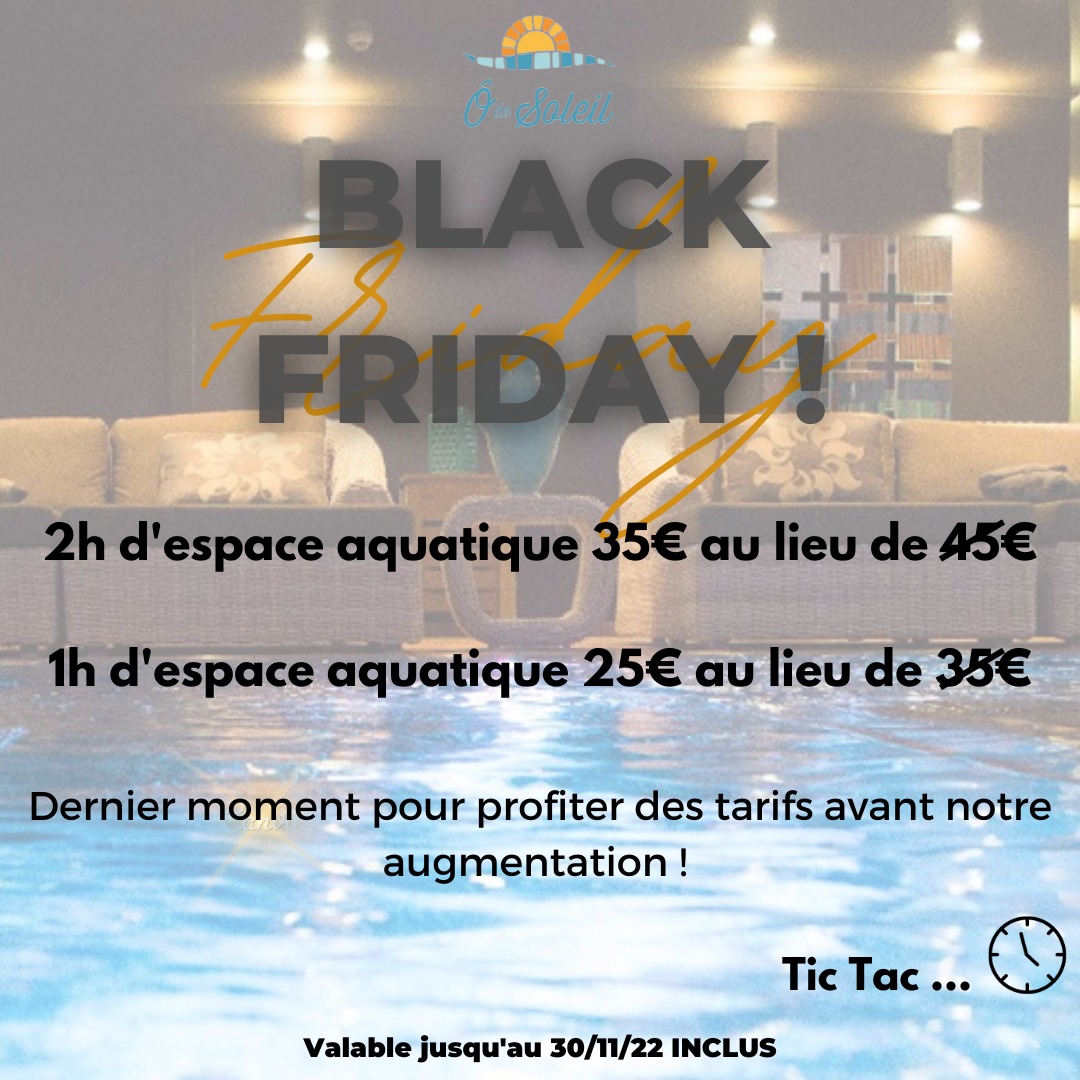 Ô du Soleil
BLACK
Friday
FRIDAY !
2h d'espace aquatique 35€ au lieu de 45€
1h d'espace aquatique 25€ au lieu de 35€
Dernier moment pour profiter des tarifs avant notre
augmentation !
Tic Tac ...
Valable jusqu'au 30/11/22 INCLUS